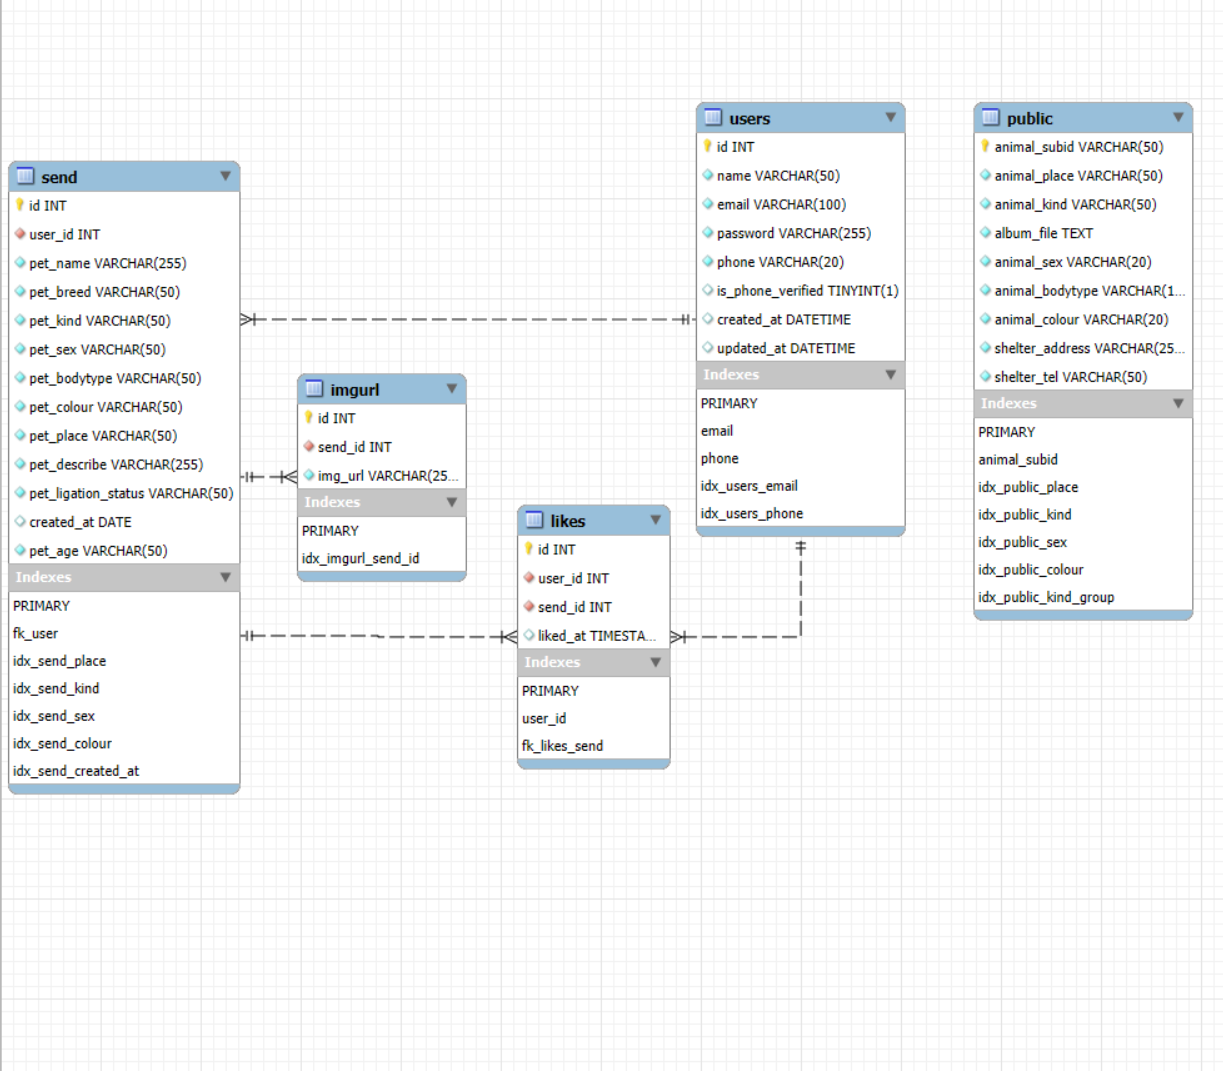 send
id INT
user_id INT
pet_name VARCHAR(255)
pet_breed VARCHAR(50)
pet_kind VARCHAR(50)
pet_sex VARCHAR(50)
pet_bodytype VARCHAR(50)
pet_colour VARCHAR(50)
pet_place VARCHAR(50)
pet_describe VARCHAR(255)
pet_ligation_status VARCHAR(50)
created_at DATE
pet_age VARCHAR(50)
Indexes
PRIMARY
fk_user
idx_send_place
idx_send_kind
idx_send_sex
idx_send_colour
idx_send_created_at
imgurl
id INT
send_id INT
img_url VARCHAR(25...
Indexes
PRIMARY
idx_imgurl_send_id
likes
id INT
user_id INT
send_id INT
liked_at TIMESTA...
Indexes
PRIMARY
user_id
fk_likes_send
users
id INT
name VARCHAR(50)
email VARCHAR(100)
password VARCHAR(255)
phone VARCHAR(20)
is_phone_verified TINYINT(1)
created_at DATETIME
updated_at DATETIME
Indexes
PRIMARY
email
phone
idx_users_email
idx_users_phone
public
animal_subid VARCHAR(50)
animal_place VARCHAR(50)
animal_kind VARCHAR(50)
album_file TEXT
animal_sex VARCHAR(20)
animal_bodytype VARCHAR(1...
animal_colour VARCHAR(20)
shelter_address VARCHAR(25...
shelter_tel VARCHAR(50)
Indexes
PRIMARY
animal_subid
idx_public_place
idx_public_kind
idx_public_sex
idx_public_colour
idx_public_kind_group